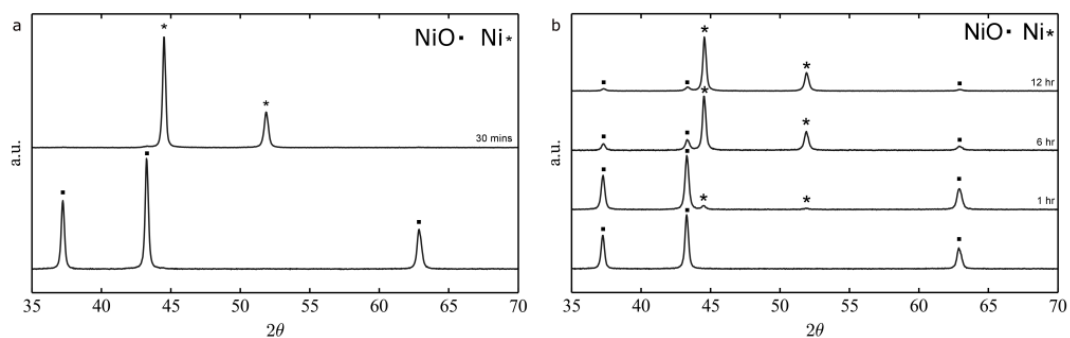 a
NiO▪ Ni*
*
*
30 mins
▪
▪
▪
a.u.
35 40 45 50 55 60 65 70
2θ
b
NiO▪ Ni*
*
*
▪ ▪ ▪
12 hr
*
*
▪ ▪ ▪
6 hr
▪ ▪ * * ▪
1 hr
▪ ▪ ▪
a.u.
35 40 45 50 55 60 65 70
2θ